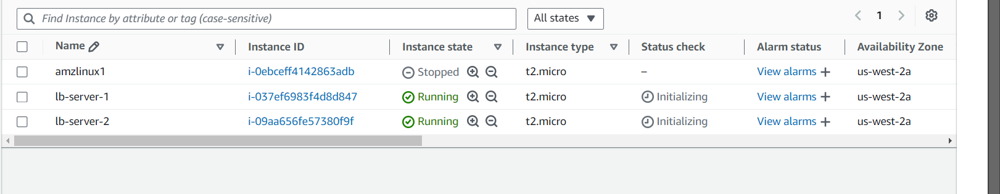 Find Instance by attribute or tag (case-sensitive) All states 1
Name Instance ID Instance state Instance type Status check Alarm status Availability Zone
amzlinux1 i-0ebceff4142863adb Stopped t2.micro – View alarms + us-west-2a
lb-server-1 i-037ef6983f4d8d847 Running t2.micro Initializing View alarms + us-west-2a
lb-server-2 i-09aa656fe57380f9f Running t2.micro Initializing View alarms + us-west-2a